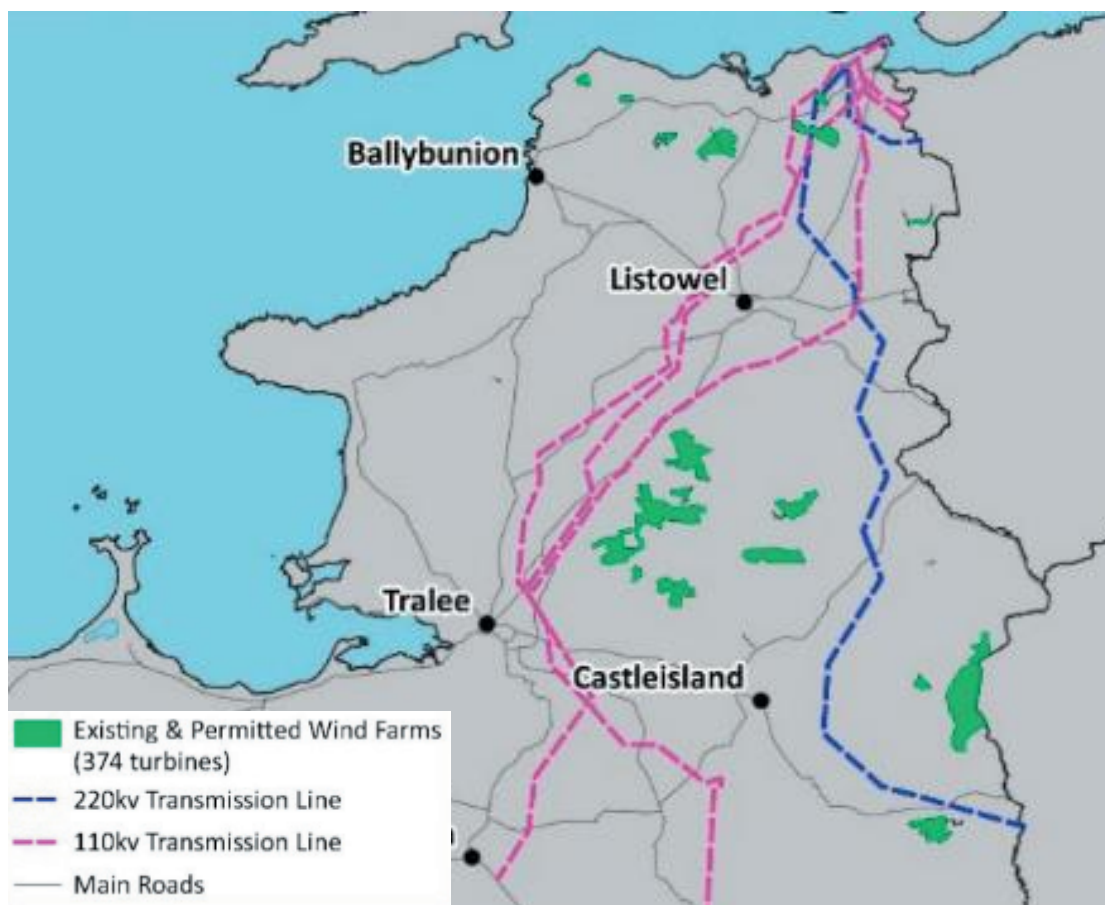 Ballybunion
Listowel
Tralee
Castleisland
Existing & Permitted Wind Farms
(374 turbines)
220kv Transmission Line
110kv Transmission Line
Main Roads